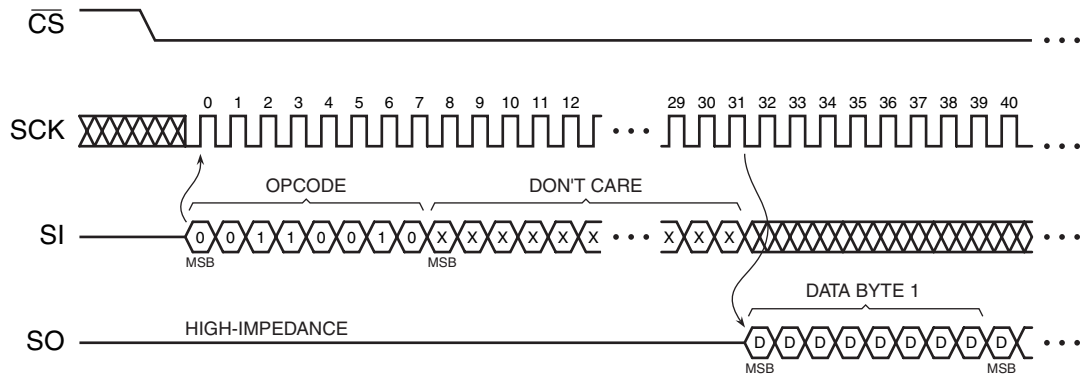 CS
0 1 2 3 4 5 6 7 8 9 10 11 12 29 30 31 32 33 34 35 36 37 38 39 40
SCK
OPCODE DON'T CARE
SI 0 0 1 1 0 0 1 0 X X X X X X X X X
MSB MSB
DATA BYTE 1
HIGH-IMPEDANCE
SO D D D D D D D D D
MSB MSB